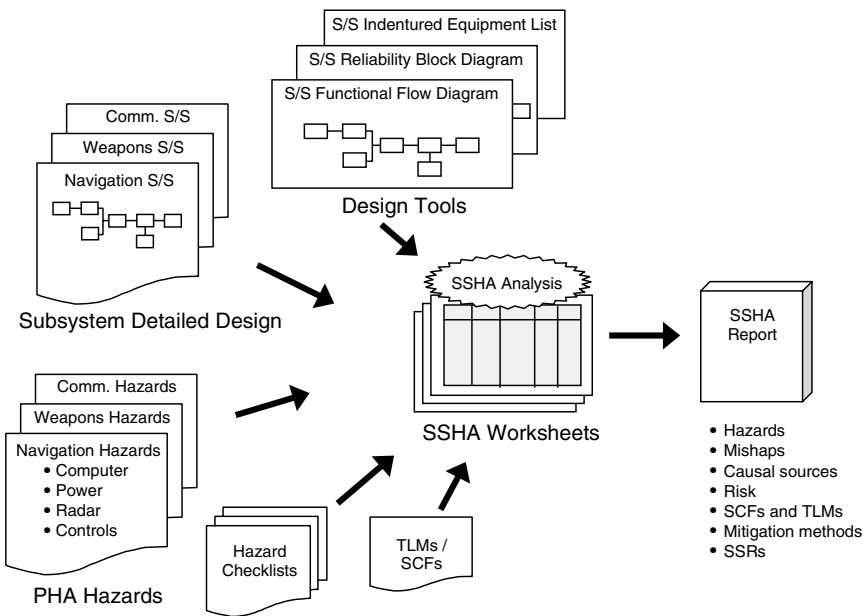 S/S Indentured Equipment List
S/S Reliability Block Diagram
S/S Functional Flow Diagram
Design Tools
Comm. S/S
Weapons S/S
Navigation S/S
Subsystem Detailed Design
SSHA Analysis
SSHA Worksheets
SSHA
Report
• Hazards
• Mishaps
• Causal sources
• Risk
• SCFs and TLMs
• Mitigation methods
• SSRs
Comm. Hazards
Weapons Hazards
Navigation Hazards
• Computer
• Power
• Radar
• Controls
PHA Hazards
Hazard
Checklists
TLMs /
SCFs